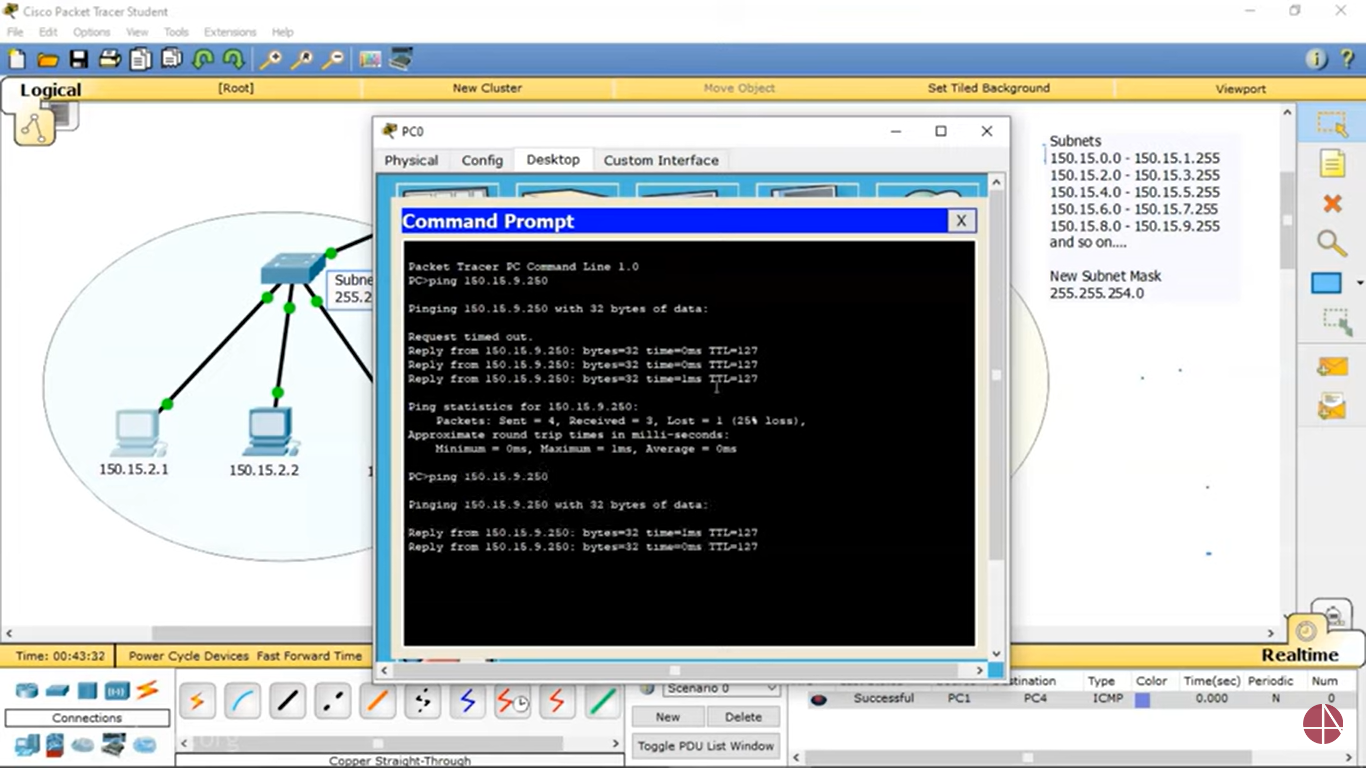 Cisco Packet Tracer Student
File Edit Options View Tools Extensions Help
Logical [Root] New Cluster Move Object Set Tiled Background Viewport
PC0
Physical Config Desktop Custom Interface
Command Prompt X
Packet Tracer PC Command Line 1.0
PC>ping 150.15.9.250
Pinging 150.15.9.250 with 32 bytes of data:
Request timed out.
Reply from 150.15.9.250: bytes=32 time=0ms TTL=127
Reply from 150.15.9.250: bytes=32 time=0ms TTL=127
Reply from 150.15.9.250: bytes=32 time=1ms TTL=127
Ping statistics for 150.15.9.250:
Packets: Sent = 4, Received = 3, Lost = 1 (25% loss),
Approximate round trip times in milli-seconds:
Minimum = 0ms, Maximum = 1ms, Average = 0ms
PC>ping 150.15.9.250
Pinging 150.15.9.250 with 32 bytes of data:
Reply from 150.15.9.250: bytes=32 time=1ms TTL=127
Reply from 150.15.9.250: bytes=32 time=0ms TTL=127
Subne
255.2
150.15.2.1
150.15.2.2
Subnets
150.15.0.0 - 150.15.1.255
150.15.2.0 - 150.15.3.255
150.15.4.0 - 150.15.5.255
150.15.6.0 - 150.15.7.255
150.15.8.0 - 150.15.9.255
and so on....
New Subnet Mask
255.255.254.0
Time: 00:43:32 Power Cycle Devices Fast Forward Time
Realtime
Connections
Copper Straight-Through
Scenario 0
New Delete
Toggle PDU List Window
Type Color Time(sec) Periodic Num
Successful PC1 PC4 ICMP 0.000 N 0